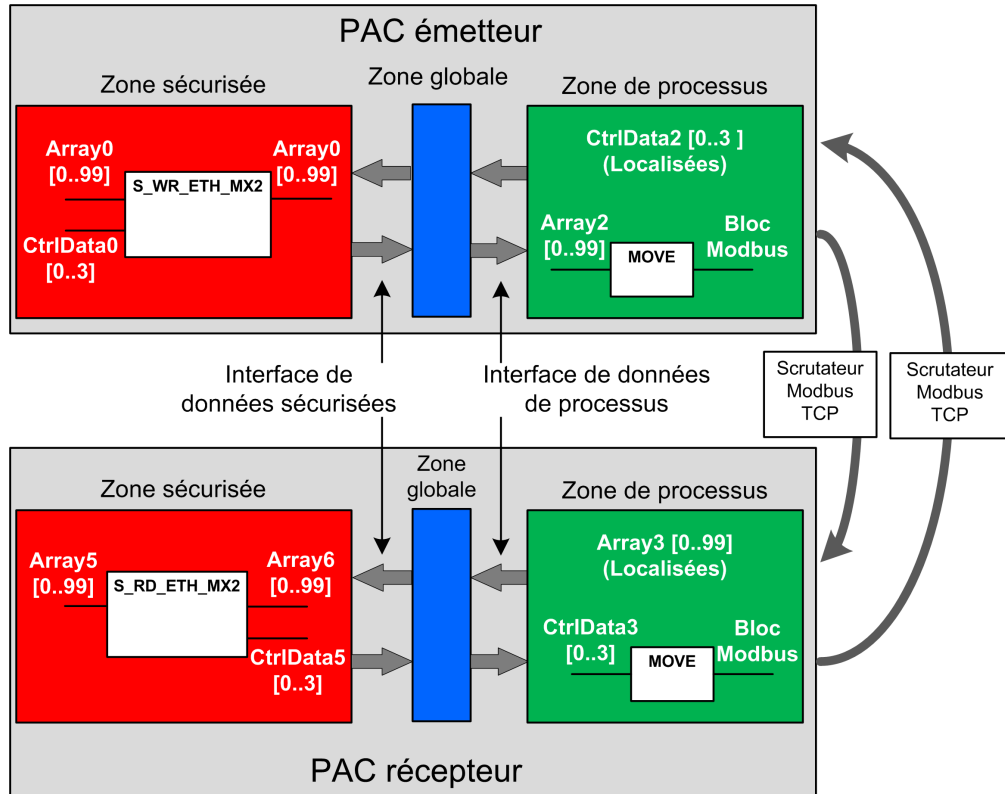 PAC émetteur
Zone sécurisée
Zone globale
Zone de processus
Array0
[0..99]
Array0
[0..99]
S_WR_ETH_MX2
CtrlData0
[0..3]
CtrlData2 [0..3 ]
(Localisées)
Array2
[0..99]
MOVE
Bloc
Modbus
Interface de
données sécurisées
Interface de données
de processus
Scrutateur
Modbus
TCP
Scrutateur
Modbus
TCP
Zone sécurisée
Zone
globale
Zone de processus
Array5
[0..99]
S_RD_ETH_MX2
Array6
[0..99]
CtrlData5
[0..3]
Array3 [0..99]
(Localisées)
CtrlData3
[0..3]
MOVE
Bloc
Modbus
PAC récepteur